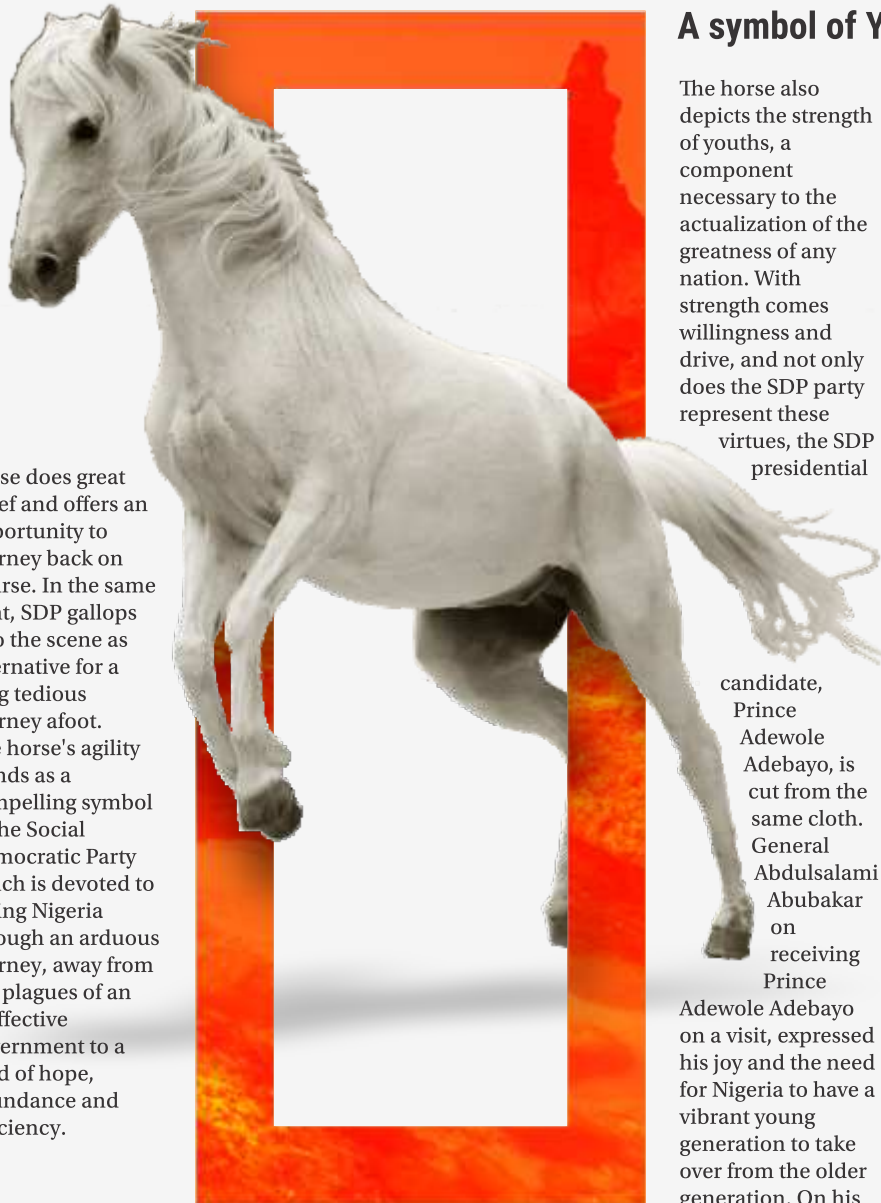 se does great
ef and offers an
portunity to
rney back on
rse. In the same
t, SDP gallops
o the scene as
ernative for a
g tedious
rney afoot.
e horse's agility
nds as a
mpelling symbol
he Social
mocratic Party
ch is devoted to
ing Nigeria
ough an arduous
rney, away from
plagues of an
ffective
ernment to a
d of hope,
undance and
ciency.
A symbol of Y
The horse also
depicts the strength
of youths, a
component
necessary to the
actualization of the
greatness of any
nation. With
strength comes
willingness and
drive, and not only
does the SDP party
represent these
virtues, the SDP
presidential
candidate,
Prince
Adewole
Adebayo, is
cut from the
same cloth.
General
Abdulsalami
Abubakar
on
receiving
Prince
Adewole Adebayo
on a visit, expressed
his joy and the need
for Nigeria to have a
vibrant young
generation to take
over from the older
generation. On his